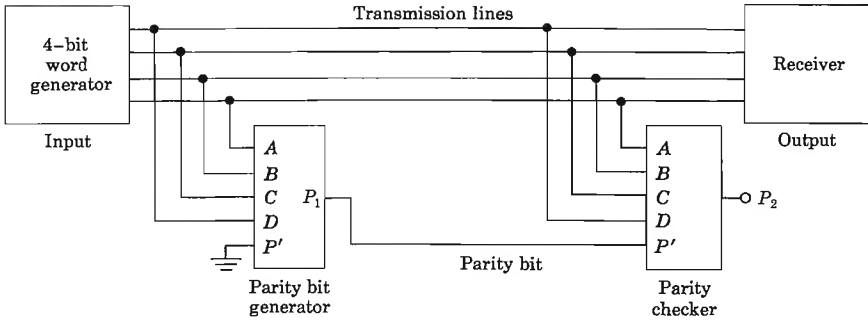 Transmission lines
4-bit
word
generator
Input
Receiver
Output
A
B
C
D
P'
P₁
Parity bit
generator
Parity bit
A
B
C
D
P'
P₂
Parity
checker